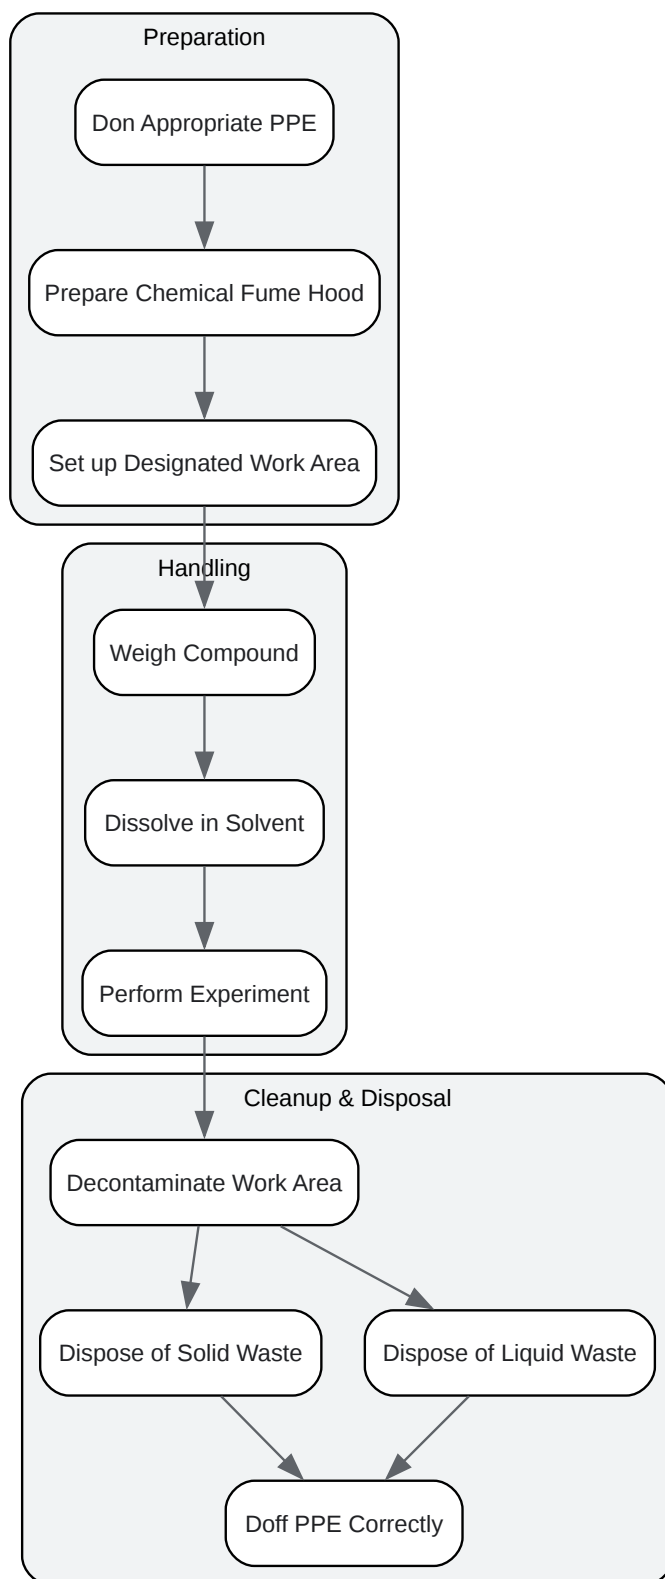 Preparation
Don Appropriate PPE
Prepare Chemical Fume Hood
Set up Designated Work Area
Handling
Weigh Compound
Dissolve in Solvent
Perform Experiment
Cleanup & Disposal
Decontaminate Work Area
Dispose of Solid Waste
Dispose of Liquid Waste
Doff PPE Correctly